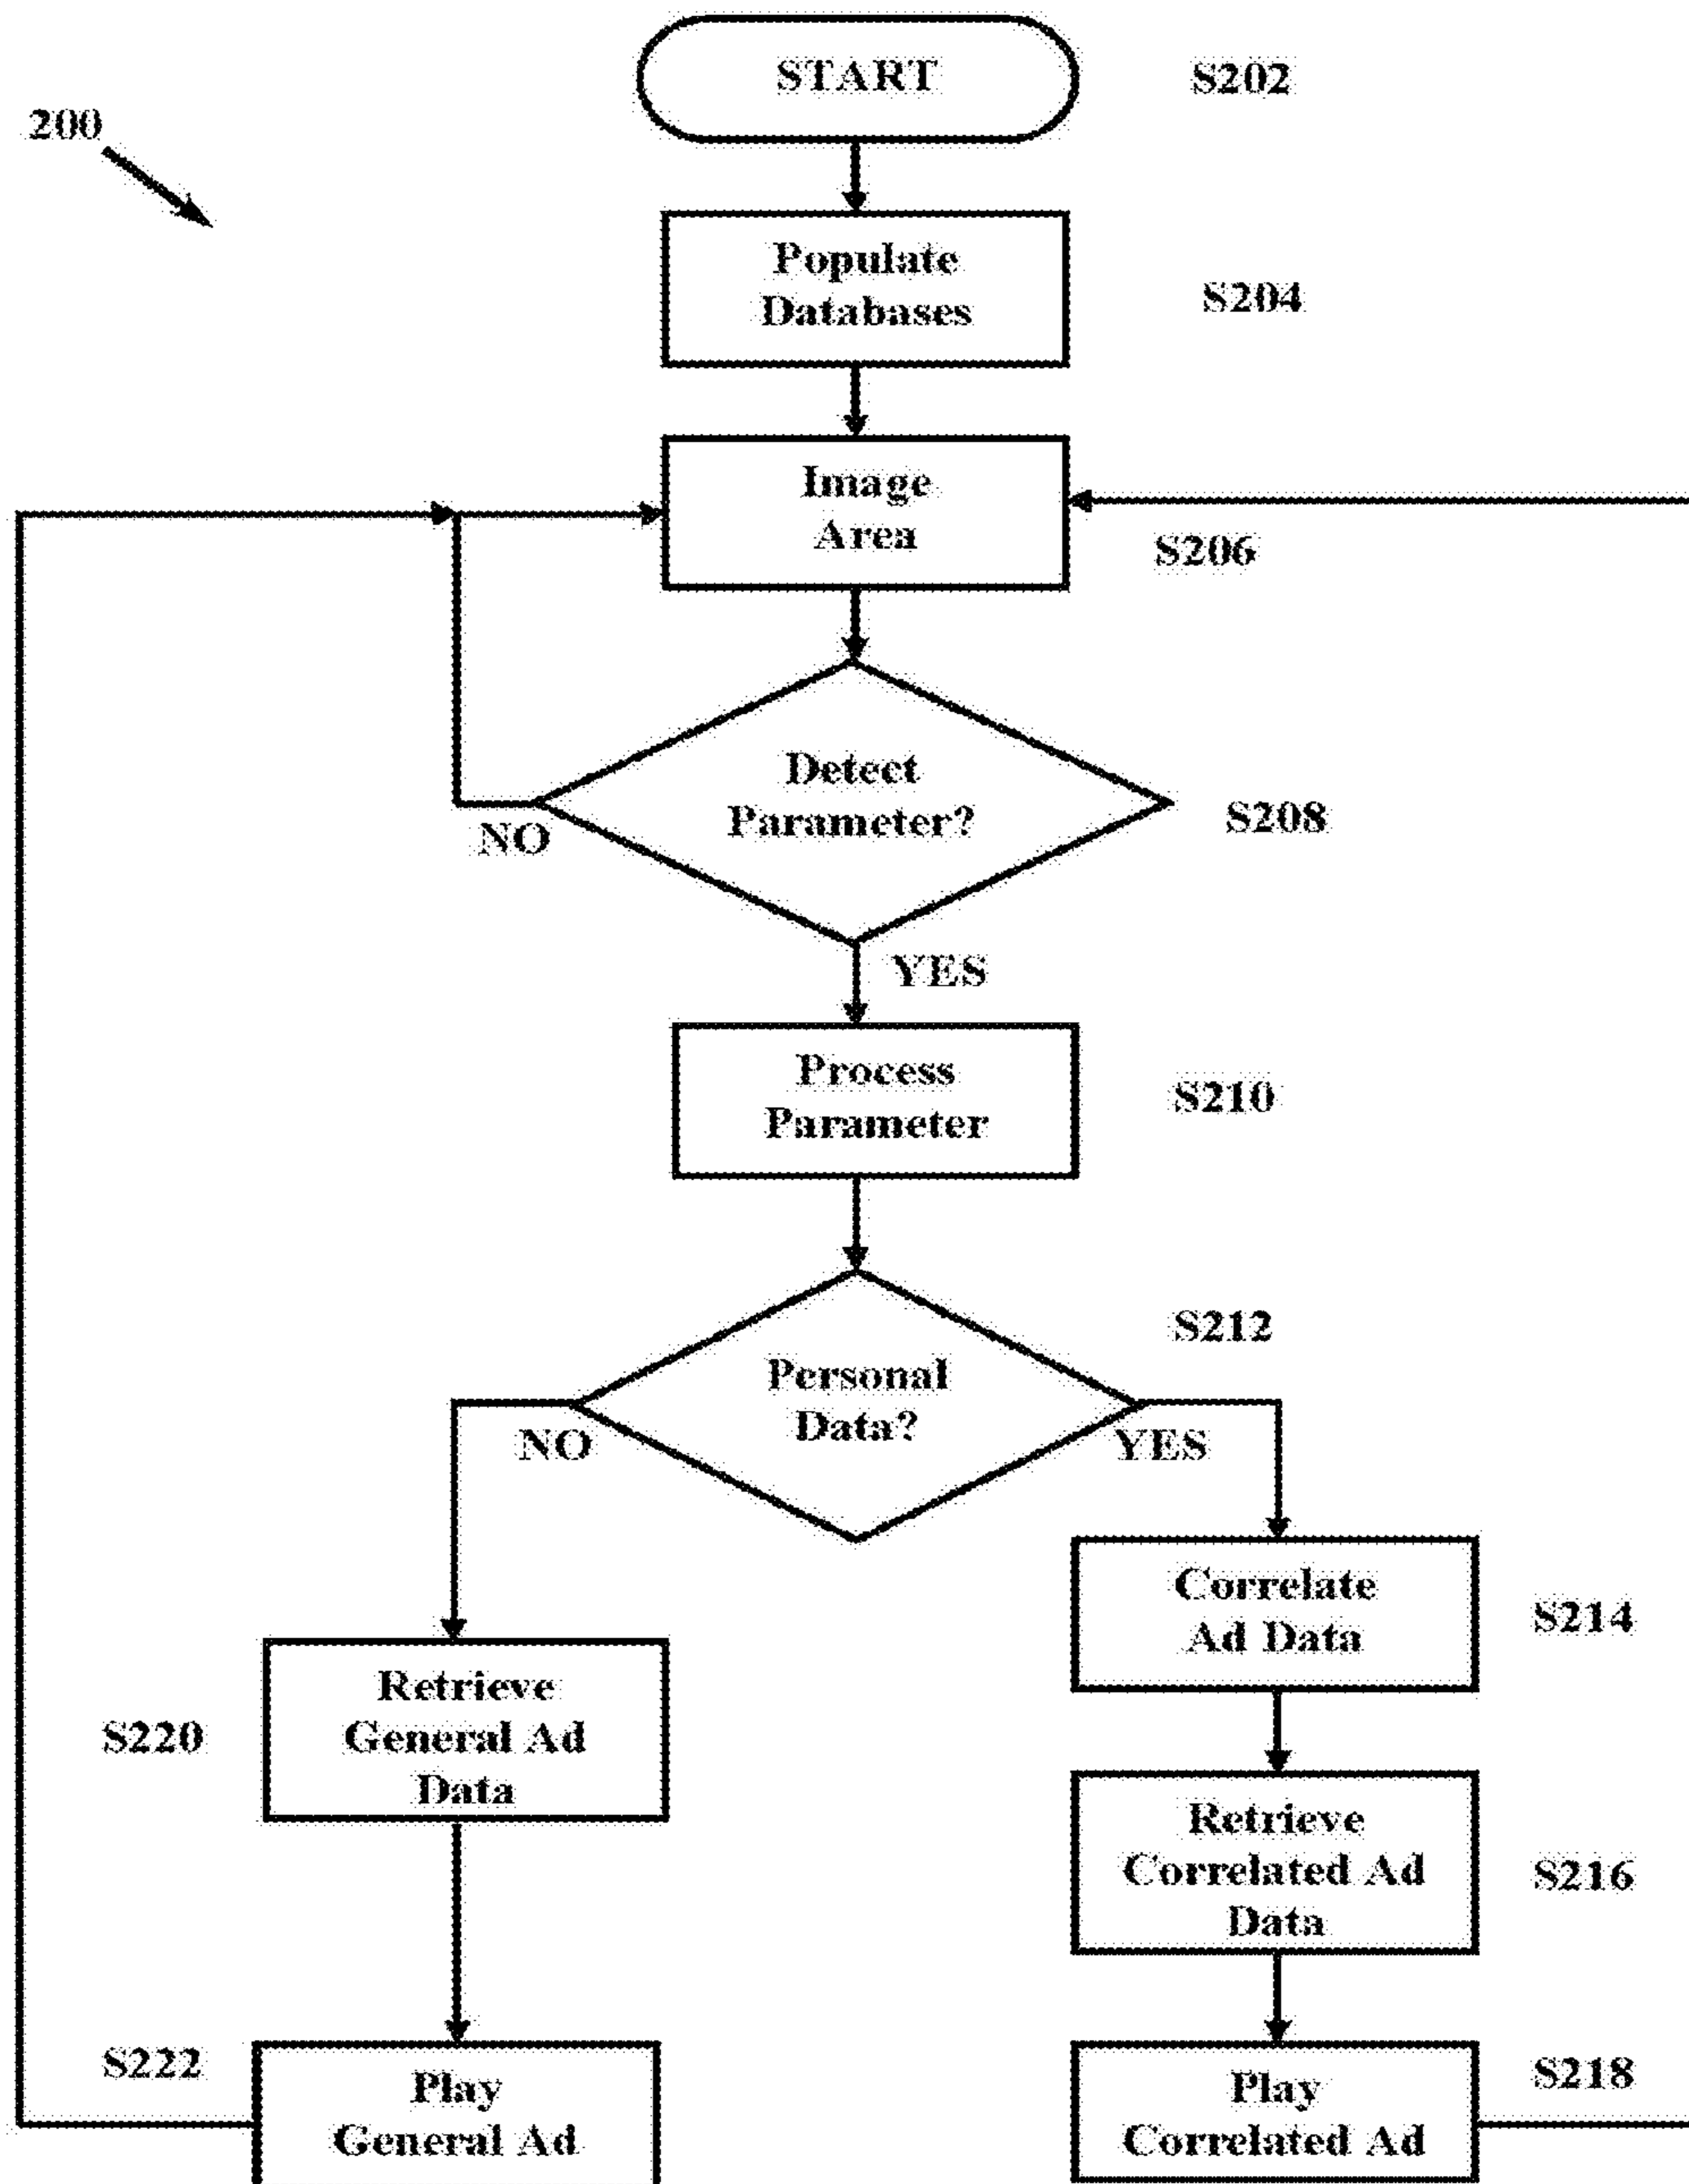 START
S202
200
Populate
Databases
S204
Image
Area
S206
Detect
Parameter?
S208
NO
YES
Process
Parameter
S210
S212
Personal
Data?
NO
YES
Correlate
Ad Data
S214
Retrieve
General Ad
Data
S220
Retrieve
Correlated Ad
Data
S216
S222
Play
General Ad
Play
Correlated Ad
S218